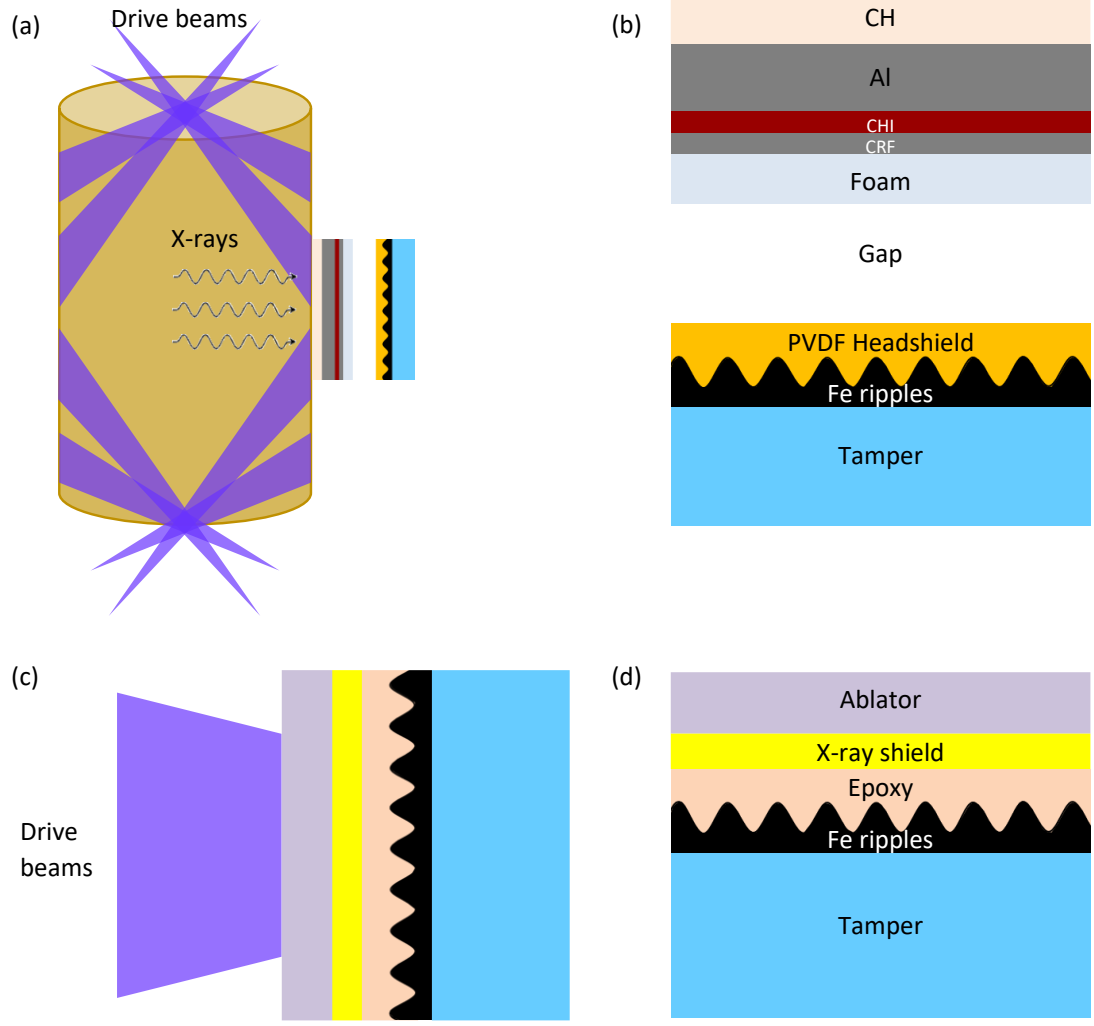 (a)
Drive beams
X-rays
(b)
CH
Al
CHI
CRF
Foam
Gap
PVDF Headshield
Fe ripples
Tamper
(c)
Drive
beams
(d)
Ablator
X-ray shield
Epoxy
Fe ripples
Tamper